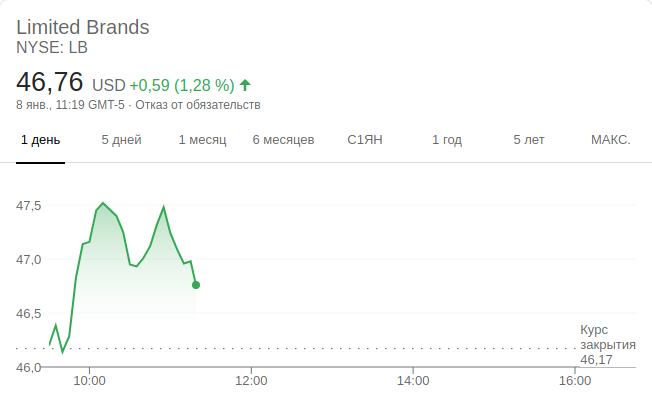 Limited Brands
NYSE: LB
46,76 USD +0,59 (1,28 %)
8 янв., 11:19 GMT-5 · Отказ от обязательств
1 день 5 дней 1 месяц 6 месяцев С1ЯН 1 год 5 лет МАКС.
47,5
47,0
46,5
Курс
закрытия
46,17
46,0
10:00 12:00 14:00 16:00